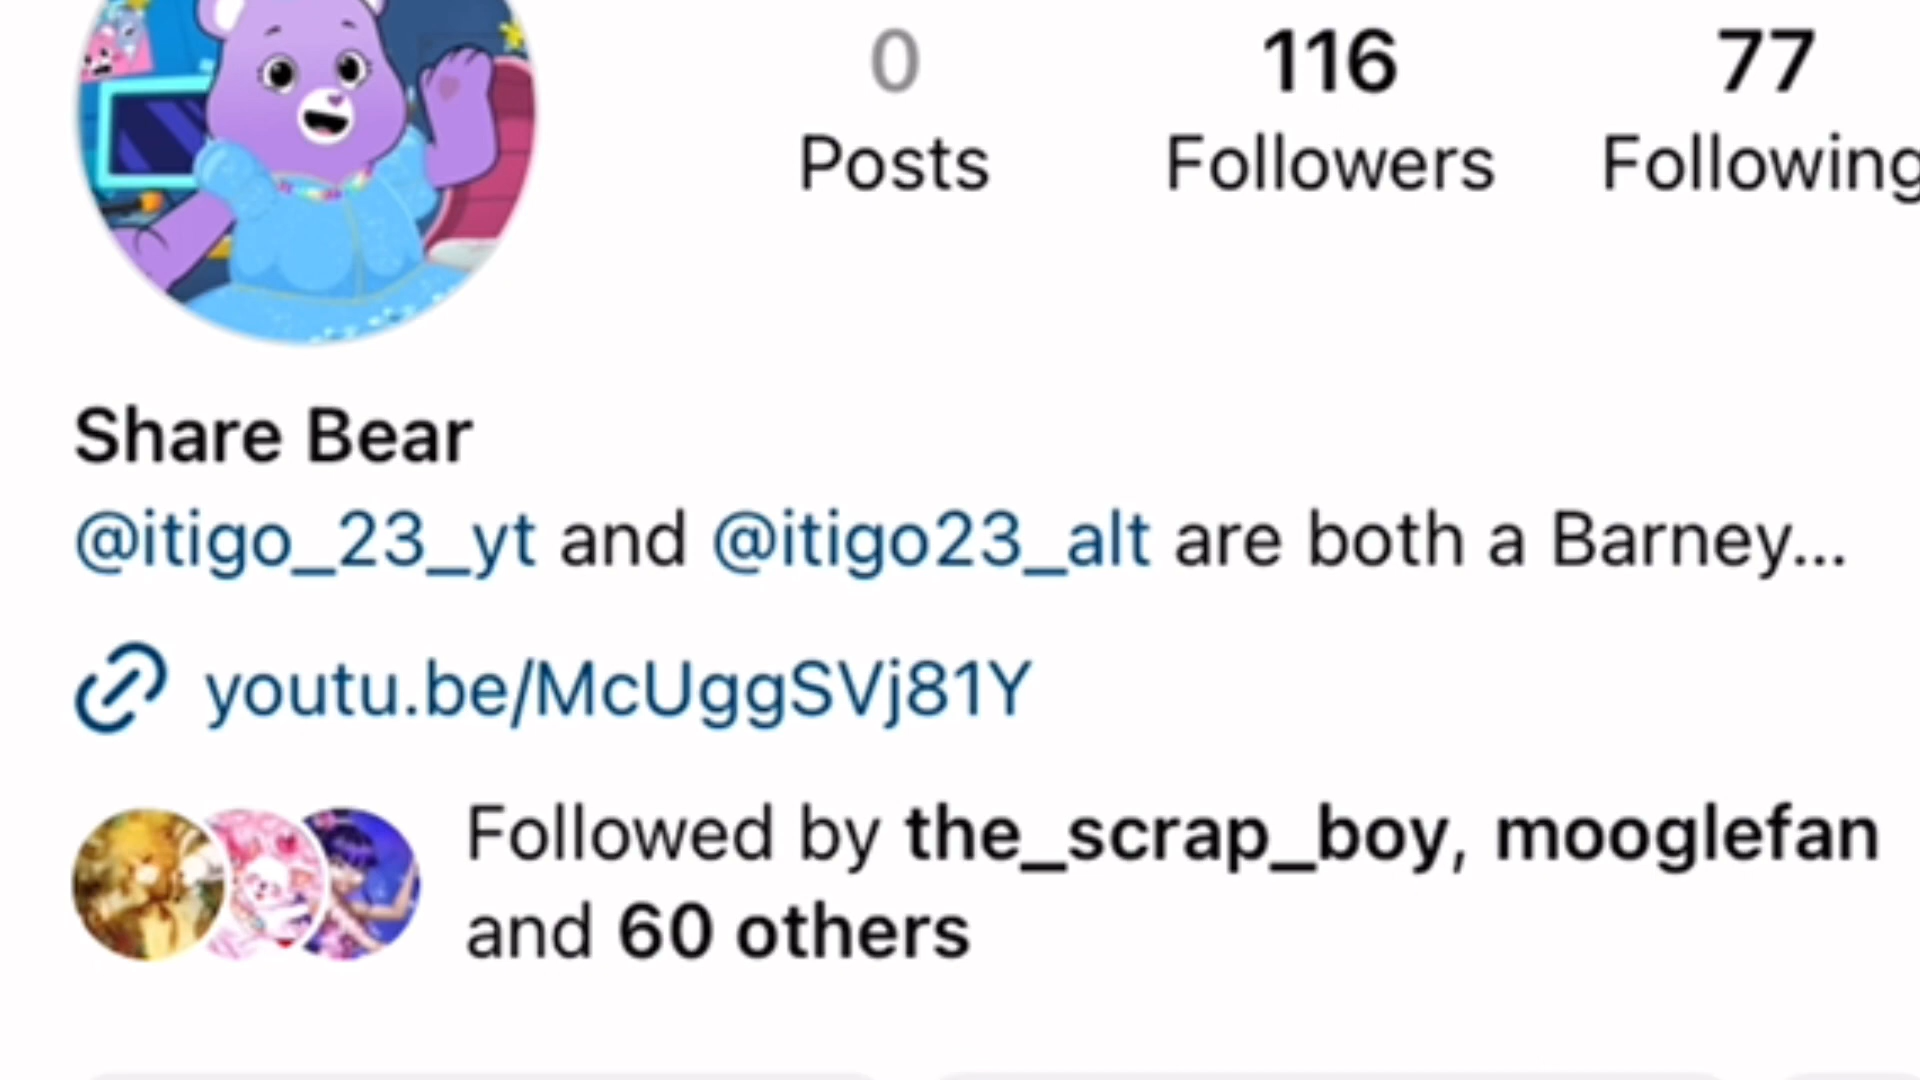 0 116 77
Posts Followers Following
Share Bear
@itigo_23_yt and @itigo23_alt are both a Barney...
youtu.be/McUggSVj81Y
Followed by the_scrap_boy, mooglefan
and 60 others